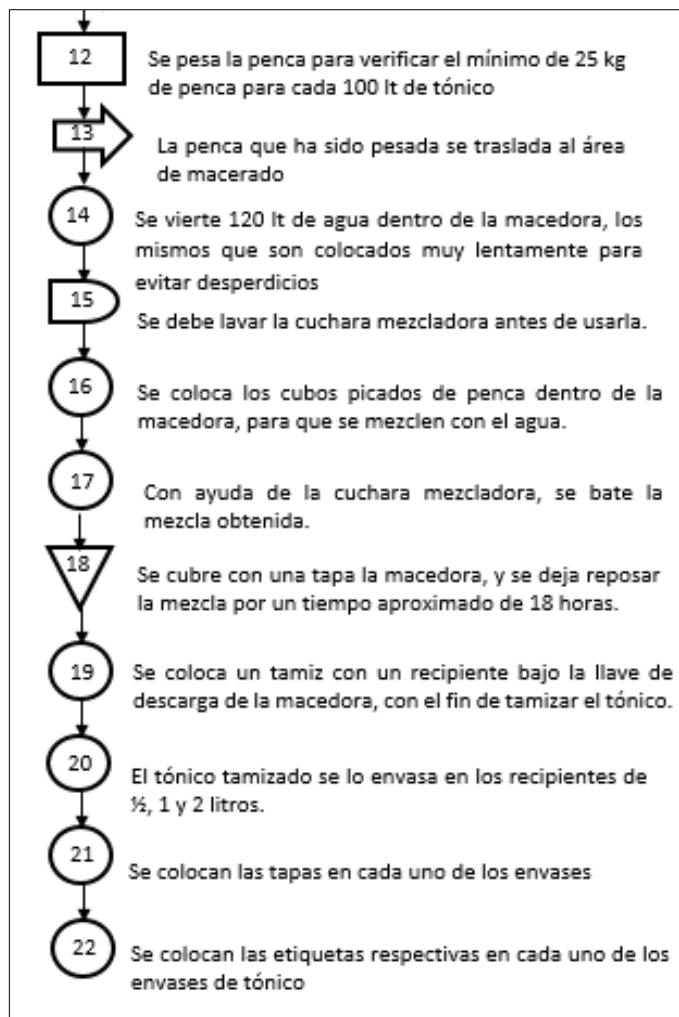 12
Se pesa la penca para verificar el mínimo de 25 kg
de penca para cada 100 lt de tónico
13
La penca que ha sido pesada se traslada al área
de macerado
14
Se vierte 120 lt de agua dentro de la macedora, los
mismos que son colocados muy lentamente para
evitar desperdicios
15
Se debe lavar la cuchara mezcladora antes de usarla.
16
Se coloca los cubos picados de penca dentro de la
macedora, para que se mezclen con el agua.
17
Con ayuda de la cuchara mezcladora, se bate la
mezcla obtenida.
18
Se cubre con una tapa la macedora, y se deja reposar
la mezcla por un tiempo aproximado de 18 horas.
19
Se coloca un tamiz con un recipiente bajo la llave de
descarga de la macedora, con el fin de tamizar el tónico.
20
El tónico tamizado se lo envasa en los recipientes de
½, 1 y 2 litros.
21
Se colocan las tapas en cada uno de los envases
22
Se colocan las etiquetas respectivas en cada uno de los
envases de tónico